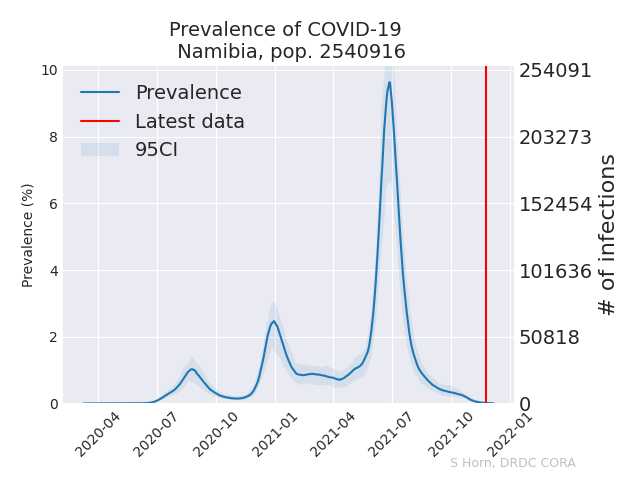 Prevalence of COVID-19
Namibia, pop. 2540916
Prevalence
Latest data
95CI
Prevalence (%)
10
8
6
4
2
0
254091
203273
152454
101636
50818
0
# of infections
2020-04
2020-07
2020-10
2021-01
2021-04
2021-07
2021-10
2022-01
S Horn, DRDC CORA